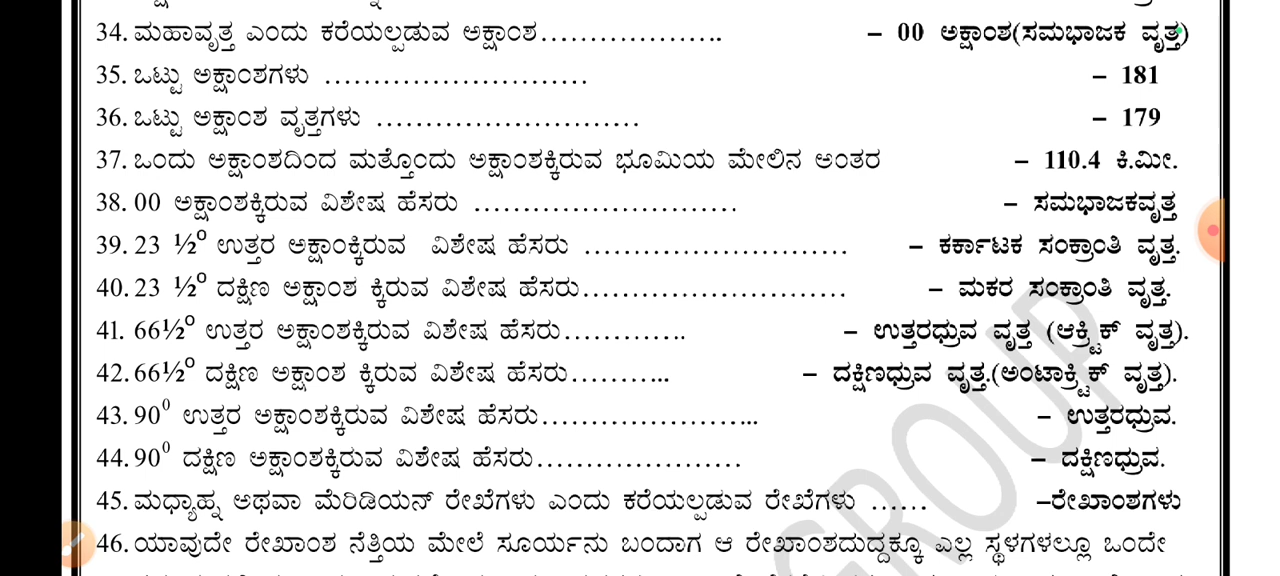 34. ಮಹಾವೃತ್ತ ಎಂದು ಕರೆಯಲ್ಪಡುವ ಅಕ್ಷಾಂಶ................... – 00 ಅಕ್ಷಾಂಶ(ಸಮಭಾಜಕ ವೃತ್ತ)
35. ಒಟ್ಟು ಅಕ್ಷಾಂಶಗಳು ........................... – 181
36. ಒಟ್ಟು ಅಕ್ಷಾಂಶ ವೃತ್ತಗಳು ........................... – 179
37. ಒಂದು ಅಕ್ಷಾಂಶದಿಂದ ಮತ್ತೊಂದು ಅಕ್ಷಾಂಶಕ್ಕಿರುವ ಭೂಮಿಯ ಮೇಲಿನ ಅಂತರ – 110.4 ಕಿ.ಮೀ.
38. 00 ಅಕ್ಷಾಂಶಕ್ಕಿರುವ ವಿಶೇಷ ಹೆಸರು ........................... – ಸಮಭಾಜಕವೃತ್ತ
39. 23 ½⁰ ಉತ್ತರ ಅಕ್ಷಾಂಕ್ಕಿರುವ ವಿಶೇಷ ಹೆಸರು ........................... – ಕರ್ಕಾಟಕ ಸಂಕ್ರಾಂತಿ ವೃತ್ತ.
40. 23 ½⁰ ದಕ್ಷಿಣ ಅಕ್ಷಾಂಶ ಕ್ಕಿರುವ ವಿಶೇಷ ಹೆಸರು........................... – ಮಕರ ಸಂಕ್ರಾಂತಿ ವೃತ್ತ.
41. 66½⁰ ಉತ್ತರ ಅಕ್ಷಾಂಶಕ್ಕಿರುವ ವಿಶೇಷ ಹೆಸರು............. – ಉತ್ತರಧ್ರುವ ವೃತ್ತ (ಆಕ್ರ್ಟಿಕ್ ವೃತ್ತ).
42. 66½⁰ ದಕ್ಷಿಣ ಅಕ್ಷಾಂಶ ಕ್ಕಿರುವ ವಿಶೇಷ ಹೆಸರು........... – ದಕ್ಷಿಣಧ್ರುವ ವೃತ್ತ.(ಅಂಟಾಕ್ರ್ಟಿಕ್ ವೃತ್ತ).
43. 90⁰ ಉತ್ತರ ಅಕ್ಷಾಂಶಕ್ಕಿರುವ ವಿಶೇಷ ಹೆಸರು....................... – ಉತ್ತರಧ್ರುವ.
44. 90⁰ ದಕ್ಷಿಣ ಅಕ್ಷಾಂಶಕ್ಕಿರುವ ವಿಶೇಷ ಹೆಸರು..................... – ದಕ್ಷಿಣಧ್ರುವ.
45. ಮಧ್ಯಾಹ್ನ ಅಥವಾ ಮೆರಿಡಿಯನ್ ರೇಖೆಗಳು ಎಂದು ಕರೆಯಲ್ಪಡುವ ರೇಖೆಗಳು ...... –ರೇಖಾಂಶಗಳು
46. ಯಾವುದೇ ರೇಖಾಂಶ ನೆತ್ತಿಯ ಮೇಲೆ ಸೂರ್ಯನು ಬಂದಾಗ ಆ ರೇಖಾಂಶದುದ್ದಕ್ಕೂ ಎಲ್ಲ ಸ್ಥಳಗಳಲ್ಲೂ ಒಂದೇ
GROUP